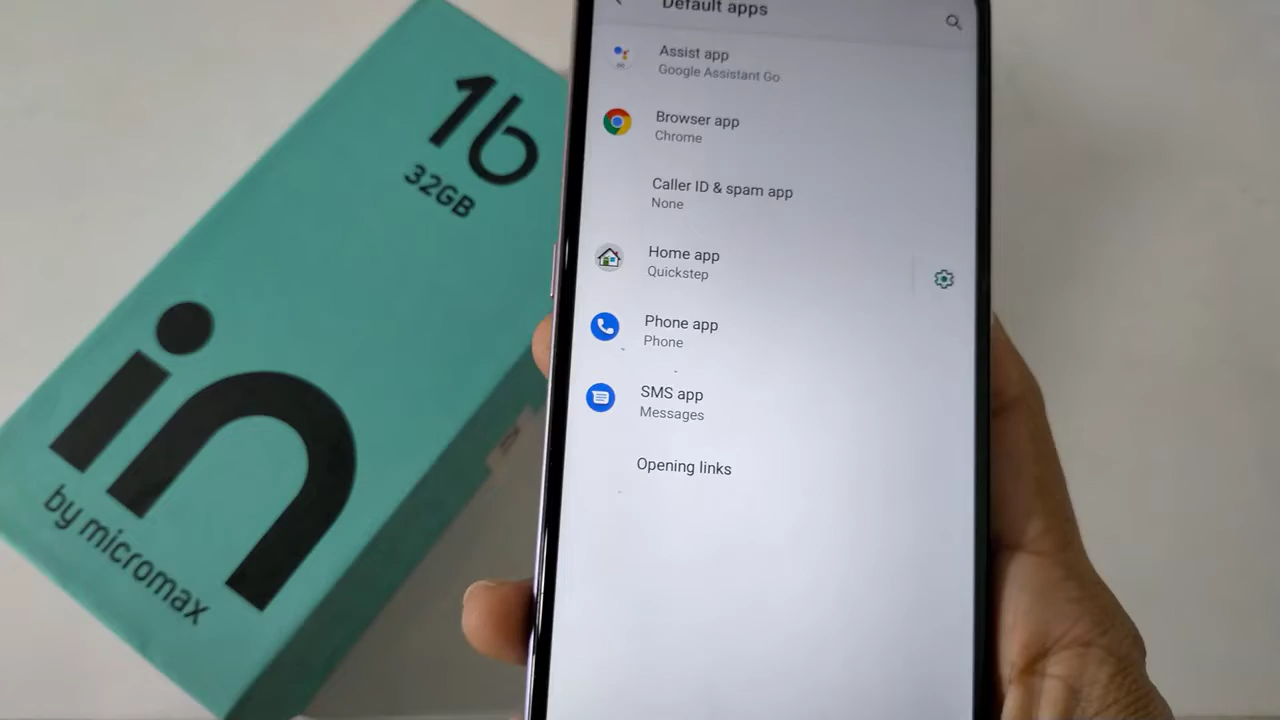 1b
32GB
in
by micromax
Default apps
Assist app
Google Assistant Go
Browser app
Chrome
Caller ID & spam app
None
Home app
Quickstep
Phone app
Phone
SMS app
Messages
Opening links